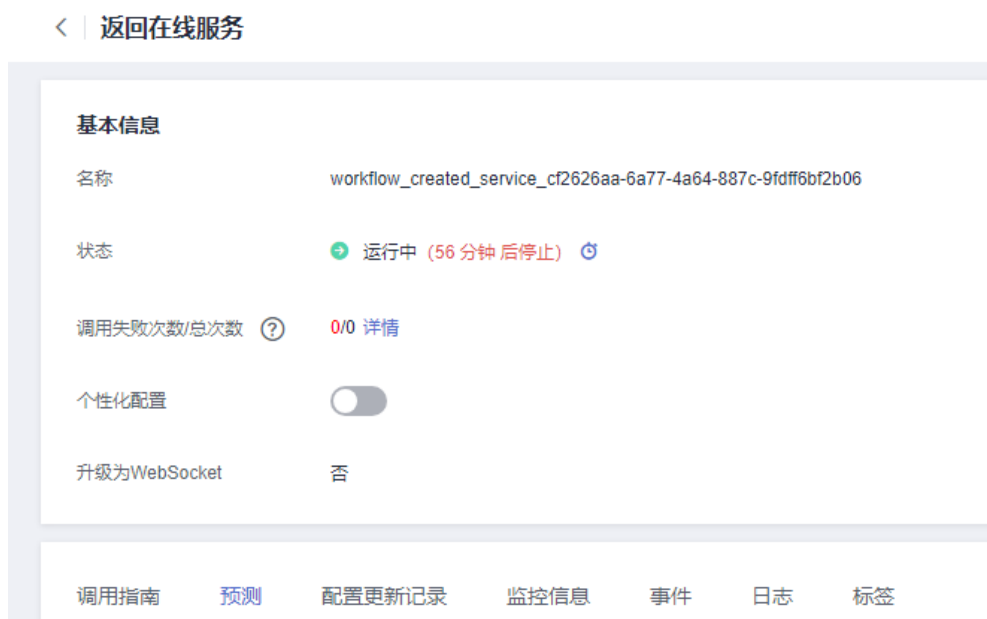 返回在线服务
基本信息
名称 workflow_created_service_cf2626aa-6a77-4a64-887c-9fdff6bf2b06
状态 运行中 (56 分钟 后停止)
调用失败次数/总次数 ? 0/0 详情
个性化配置
升级为WebSocket 否
调用指南 预测 配置更新记录 监控信息 事件 日志 标签